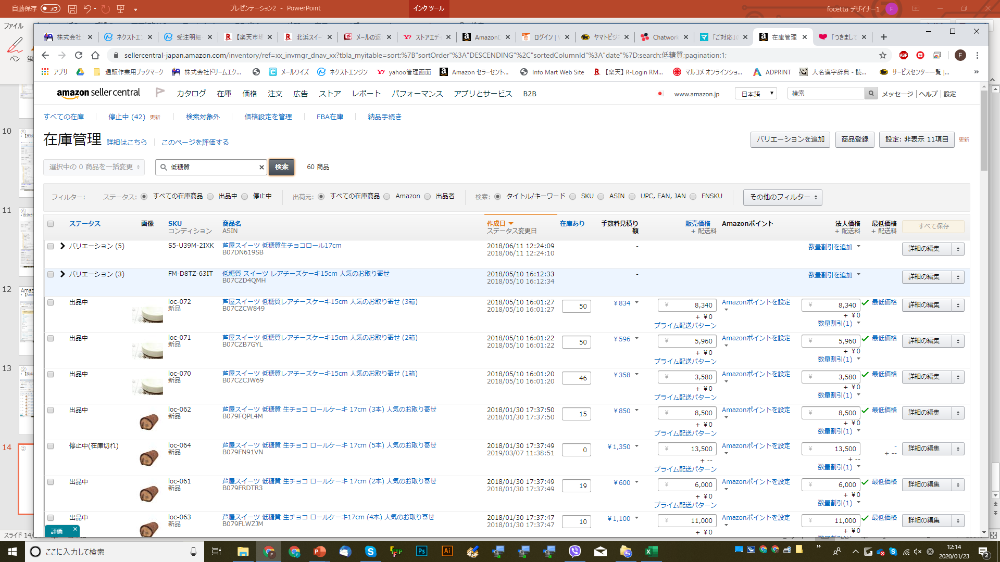 自動保存 オフ
プレゼンテーション2 - PowerPoint
インク ツール
focetta デザイナー1 F
ファイル
ペン
株式会社
ネクストエン
受注明細
【楽天市場
北浜スイー
メールの返
ストアエディ
Amazon
ログイン |
ヤマトビジ
Chatwork
「ご対応」
在庫管理
「つきまして
sellercentral-japan.amazon.com/inventory/ref=xx_invmgr_dnav_xx?tbla_myitable=sort:%7B"sortOrder"%3A"DESCENDING"%2C"sortedColumnId"%3A"date"%7D;search:低糖質;pagination:1;
アプリ
通販作業用ブックマーク
株式会社ドリームエク...
メールワイズ
ネクストエンジン
yahoo管理画面
Amazon セラーセント...
Info Mart Web Site
【楽天】R-Login RM...
マルコメ オンラインショ...
ADPRINT
人名漢字辞典 - 読...
サービスセンター一覧 |...
amazon seller central
カタログ 在庫 価格 注文 広告 ストア レポート パフォーマンス アプリとサービス B2B
www.amazon.jp
日本語
検索
メッセージ | ヘルプ | 設定
すべての在庫
停止中 (42) 更新
検索対象外
価格設定を管理
FBA在庫
納品手続き
在庫管理 詳細はこちら このページを評価する
バリエーションを追加
商品登録
設定: 非表示 11項目
更新
選択中の 0 商品を一括変更
低糖質
検索
60 商品
フィルター: ステータス: すべての在庫商品 出品中 停止中
出荷元: すべての在庫商品 Amazon 出品者
検索: タイトル/キーワード SKU ASIN UPC, EAN, JAN FNSKU
その他のフィルター
ステータス 画像 SKU 商品名 作成日 在庫あり 手数料見積り額 販売価格 Amazonポイント 法人価格 最低価格 すべて保存
コンディション ASIN ステータス変更日 + 配送料 + 配送料 + 配送料
バリエーション (5) S5-U39M-2IXK 芦屋スイーツ 低糖質生チョコロール17cm 2018/06/11 12:24:09 - 数量割引を追加 詳細の編集
B07DN619SB 2018/06/11 12:24:10
バリエーション (3) FM-D8TZ-63IT 低糖質 スイーツ レアチーズケーキ15cm 人気のお取り寄せ 2018/05/10 16:12:33 - 数量割引を追加 詳細の編集
B07CZD4QMH 2018/05/10 16:12:34
出品中 loc-072 芦屋スイーツ 低糖質レアチーズケーキ15cm 人気のお取り寄せ (3箱) 2018/05/10 16:01:27 50 ¥834 ¥ 8,340 Amazonポイントを設定 ¥ 8,340 最低価格 詳細の編集
新品 B07CZCW849 2018/05/10 16:01:27 + ¥0 + ¥0
プライム配送パターン 数量割引(1)
出品中 loc-071 芦屋スイーツ 低糖質レアチーズケーキ15cm 人気のお取り寄せ (2箱) 2018/05/10 16:01:22 50 ¥596 ¥ 5,960 Amazonポイントを設定 ¥ 5,960 最低価格 詳細の編集
新品 B07CZB7GYL 2018/05/10 16:01:22 + ¥0 + ¥0
プライム配送パターン 数量割引(1)
出品中 loc-070 芦屋スイーツ 低糖質レアチーズケーキ15cm 人気のお取り寄せ (1箱) 2018/05/10 16:01:20 46 ¥358 ¥ 3,580 Amazonポイントを設定 ¥ 3,580 最低価格 詳細の編集
新品 B07CZCJW69 2018/05/10 16:01:20 + ¥0 + ¥0
プライム配送パターン 数量割引(1)
出品中 loc-062 芦屋スイーツ 低糖質 生チョコ ロールケーキ 17cm (3本) 人気のお取り寄せ 2018/01/30 17:37:50 15 ¥850 ¥ 8,500 Amazonポイントを設定 ¥ 8,500 最低価格 詳細の編集
新品 B079FQPL4M 2018/01/30 17:37:50 + ¥0 + ¥0
プライム配送パターン 数量割引(1)
停止中(在庫切れ) loc-064 芦屋スイーツ 低糖質 生チョコ ロールケーキ 17cm (5本) 人気のお取り寄せ 2018/01/30 17:37:49 0 ¥1,350 ¥ 13,500 Amazonポイントを設定 ¥ 13,500 - 詳細の編集
新品 B079FN91VN 2019/03/07 11:38:51 + -- + -- + --
プライム配送パターン 数量割引(1)
出品中 loc-061 芦屋スイーツ 低糖質 生チョコ ロールケーキ 17cm (2本) 人気のお取り寄せ 2018/01/30 17:37:49 19 ¥600 ¥ 6,000 Amazonポイントを設定 ¥ 6,000 最低価格 詳細の編集
新品 B079FRDTR3 2018/01/30 17:37:49 + ¥0 + ¥0
プライム配送パターン 数量割引(1)
出品中 loc-063 芦屋スイーツ 低糖質 生チョコ ロールケーキ17cm (4本) 人気のお取り寄せ 2018/01/30 17:37:47 10 ¥1,100 ¥ 11,000 Amazonポイントを設定 ¥ 11,000 最低価格 詳細の編集
新品 B079FLWZJM 2018/01/30 17:37:47 + ¥0 + ¥0
評価
10
11
12
13
14
スライド 14/
ここに入力して検索
12:14
2020/01/23
2